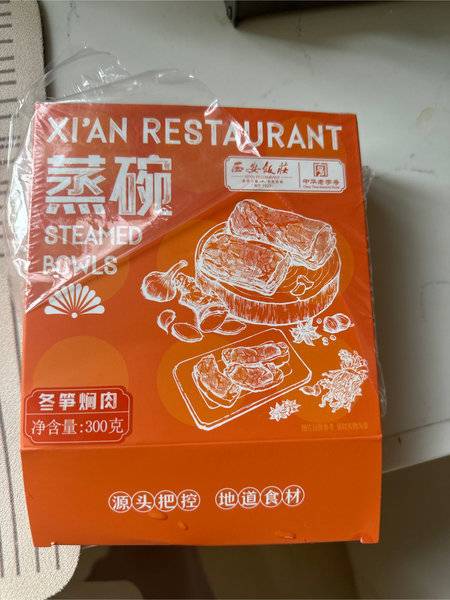 XI'AN RESTAURANT
蒸碗
西安饭莊
中华老字号
STEAMED
BOWLS
冬笋焖肉
净含量:300克
源头把控 地道食材